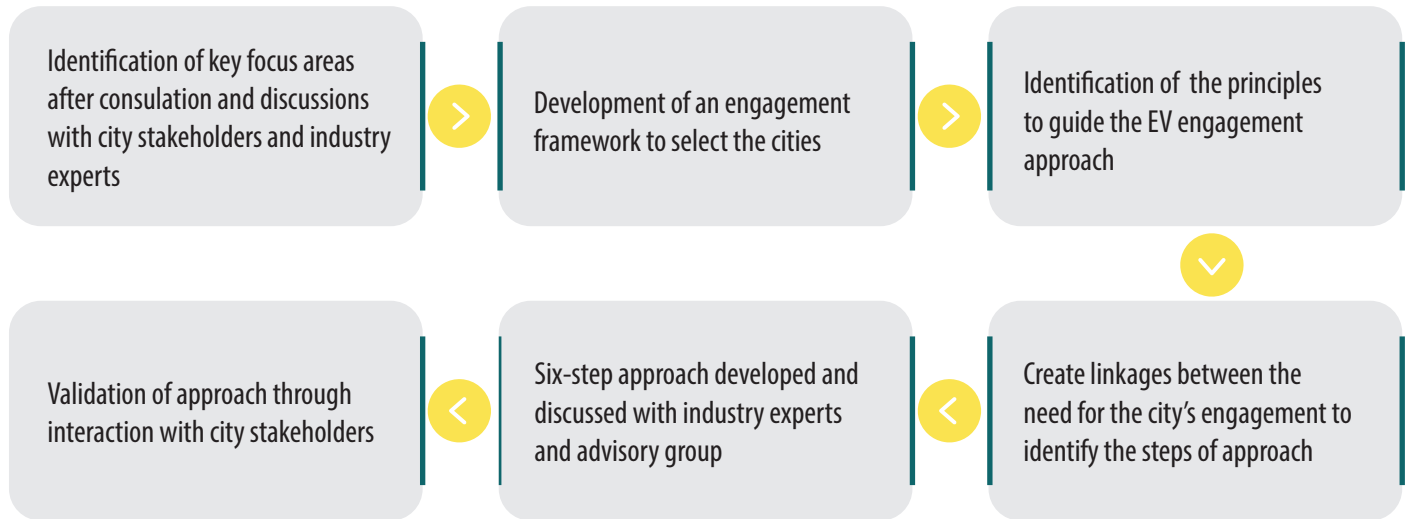 Identification of key focus areas
after consulation and discussions
with city stakeholders and industry
experts
Development of an engagement
framework to select the cities
Identification of the principles
to guide the EV engagement
approach
Create linkages between the
need for the city's engagement to
identify the steps of approach
Six-step approach developed and
discussed with industry experts
and advisory group
Validation of approach through
interaction with city stakeholders